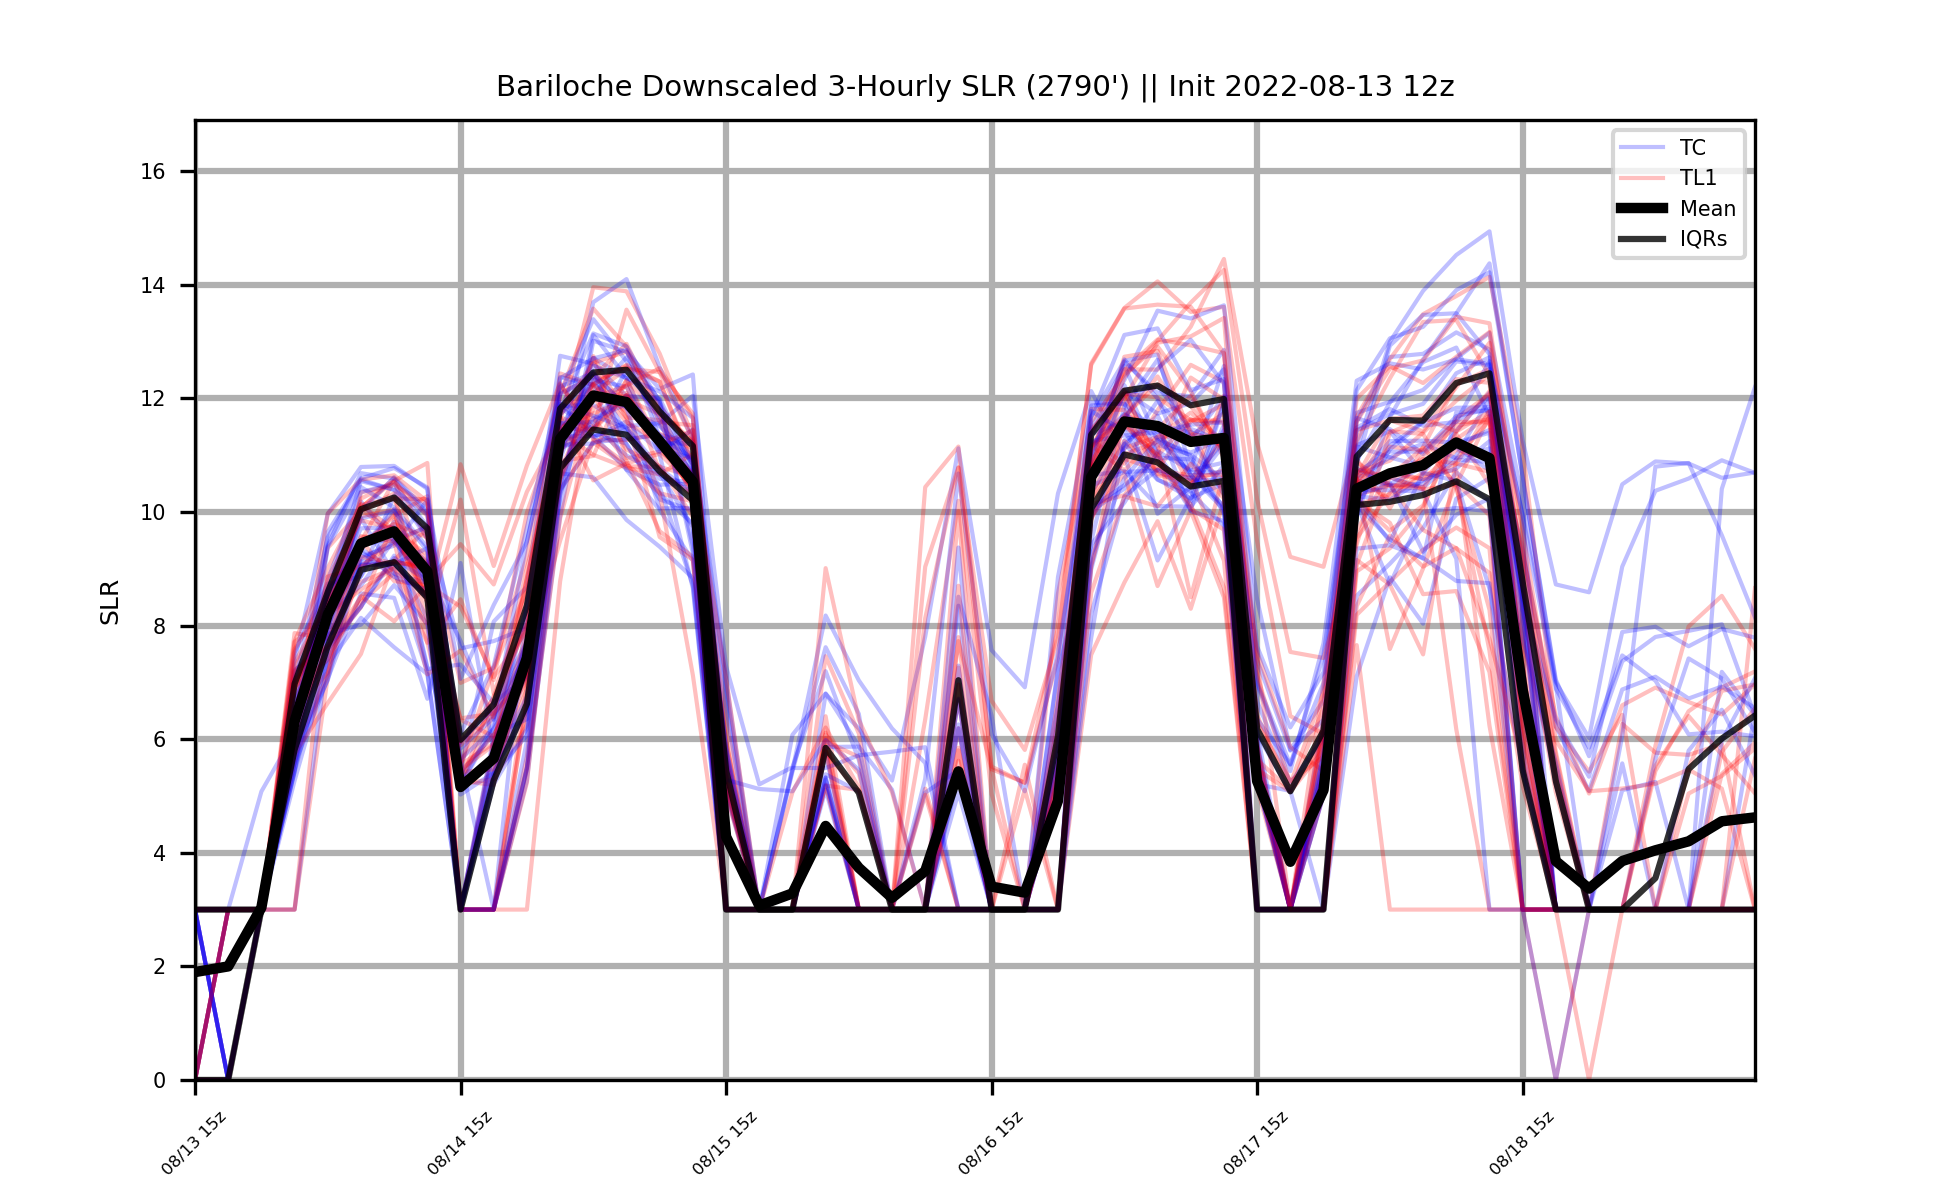 Bariloche Downscaled 3-Hourly SLR (2790') || Init 2022-08-13 12z
TC
TL1
Mean
IQRs
SLR
16
14
12
10
8
6
4
2
0
08/13 15z
08/14 15z
08/15 15z
08/16 15z
08/17 15z
08/18 15z